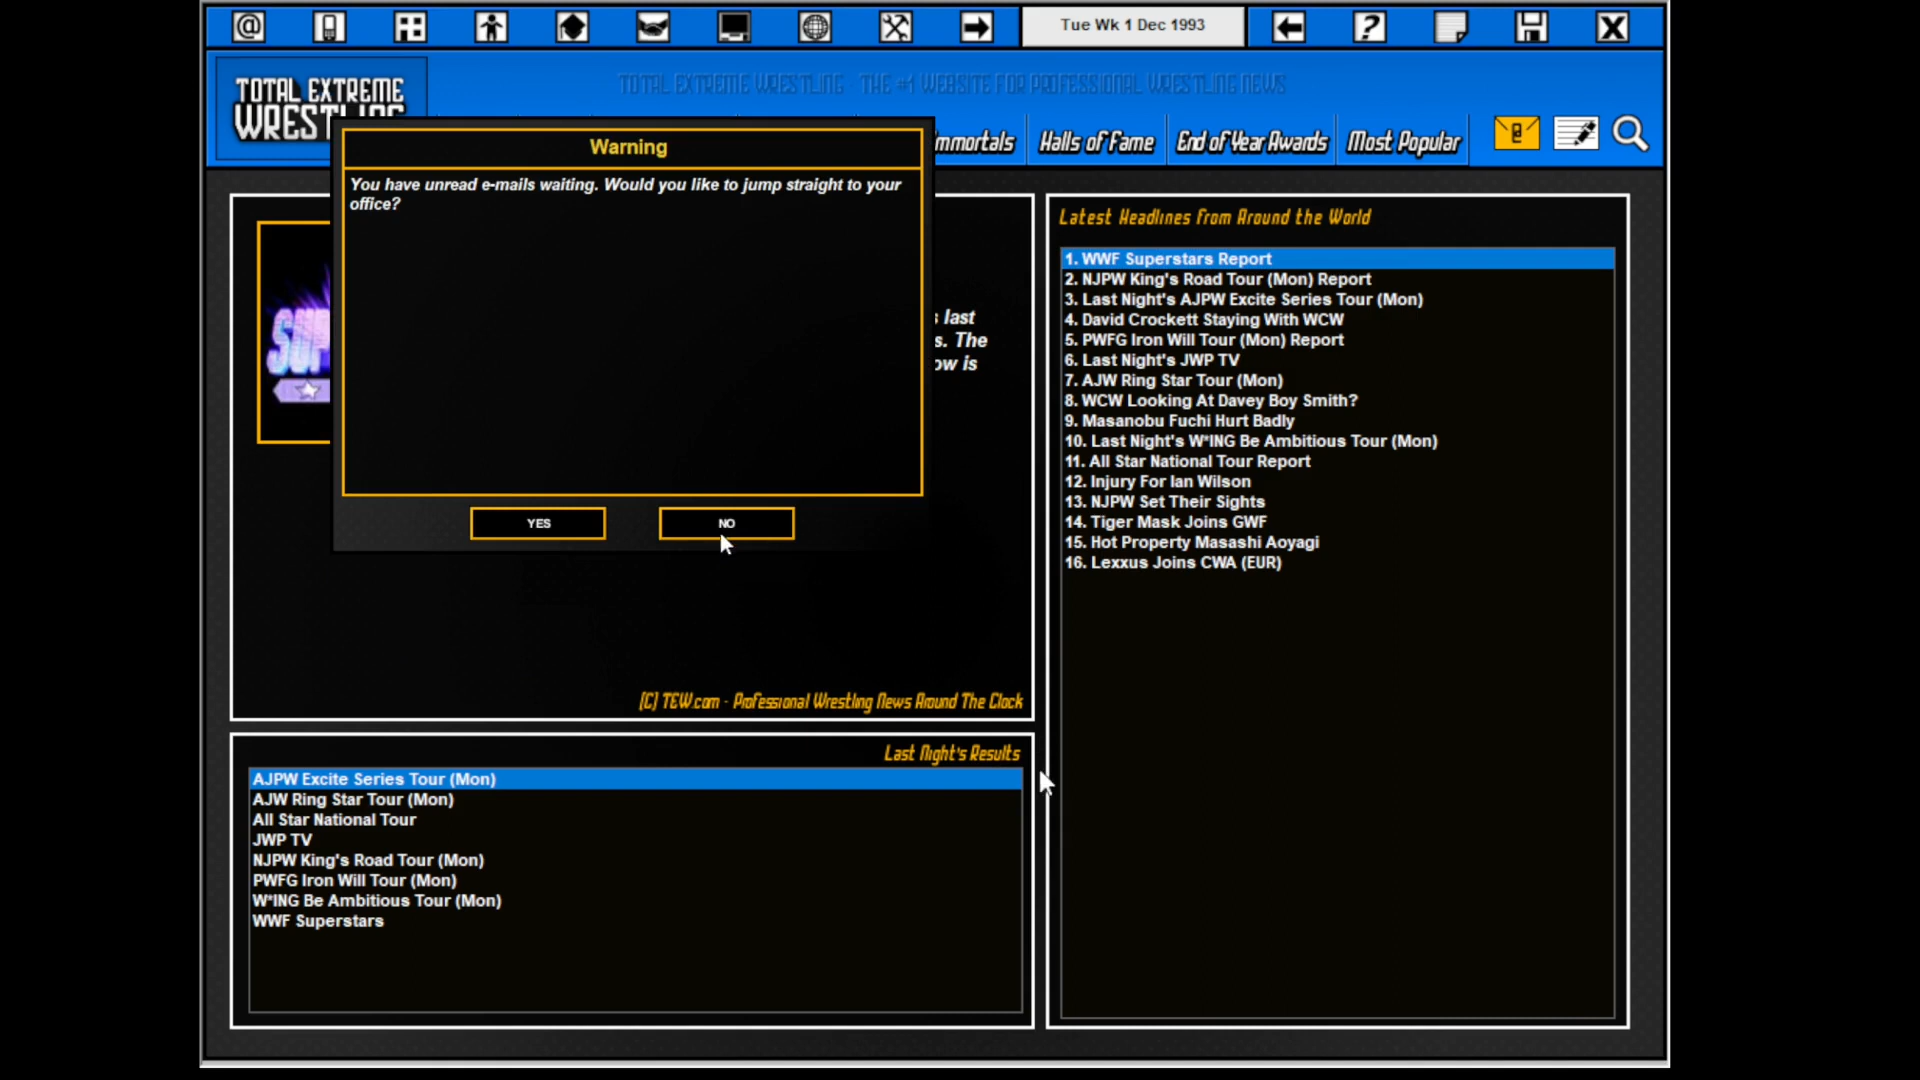 Tue Wk 1 Dec 1993
TOTAL EXTREME WRESTLING THE #1 WEBSITE FOR PROFESSIONAL WRESTLING NEWS
TOTAL EXTREME
mmortals
Halls of Fame
End of Year Awards
Most Popular
Warning
You have unread e-mails waiting. Would you like to jump straight to your
office?
YES
NO
last
s. The
ow is
(C) TEW.com - Professional Wrestling News Around The Clock
Last Night's Results
AJPW Excite Series Tour (Mon)
AJW Ring Star Tour (Mon)
All Star National Tour
JWP TV
NJPW King's Road Tour (Mon)
PWFG Iron Will Tour (Mon)
W*ING Be Ambitious Tour (Mon)
WWF Superstars
Latest Headlines From Around the World
1. WWF Superstars Report
2. NJPW King's Road Tour (Mon) Report
3. Last Night's AJPW Excite Series Tour (Mon)
4. David Crockett Staying With WCW
5. PWFG Iron Will Tour (Mon) Report
6. Last Night's JWP TV
7. AJW Ring Star Tour (Mon)
8. WCW Looking At Davey Boy Smith?
9. Masanobu Fuchi Hurt Badly
10. Last Night's W*ING Be Ambitious Tour (Mon)
11. All Star National Tour Report
12. Injury For Ian Wilson
13. NJPW Set Their Sights
14. Tiger Mask Joins GWF
15. Hot Property Masashi Aoyagi
16. Lexxus Joins CWA (EUR)